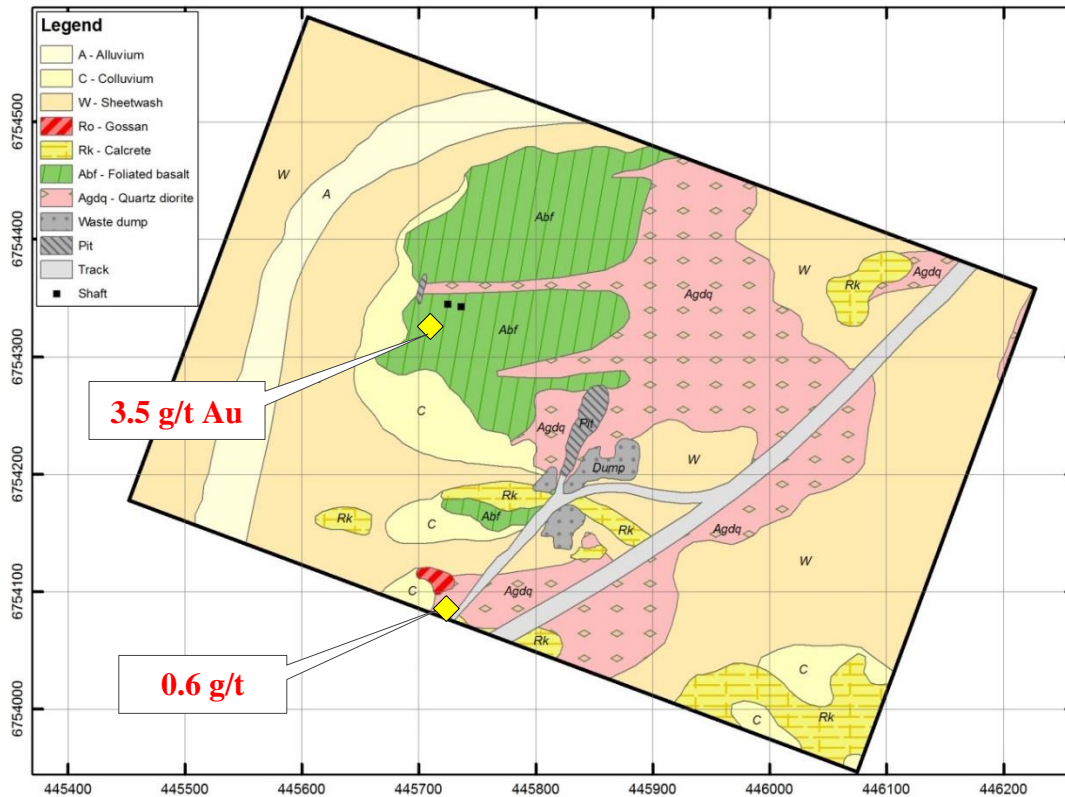 Legend
A - Alluvium
C - Colluvium
W - Sheetwash
Ro - Gossan
Rk - Calcrete
Abf - Foliated basalt
Agdq - Quartz diorite
Waste dump
Pit
Track
Shaft
6754500
6754400
6754300
6754200
6754100
6754000
W
A
Abf
W
Rk
Agdq
Agdq
Abf
3.5 g/t Au
C
Agdq
Pit
W
Dump
Rk
Abf
Rk
C
Rk
Agdq
W
C
Agdq
Rk
0.6 g/t
C
Rk
C
445400
445500
445600
445700
445800
445900
446000
446100
446200